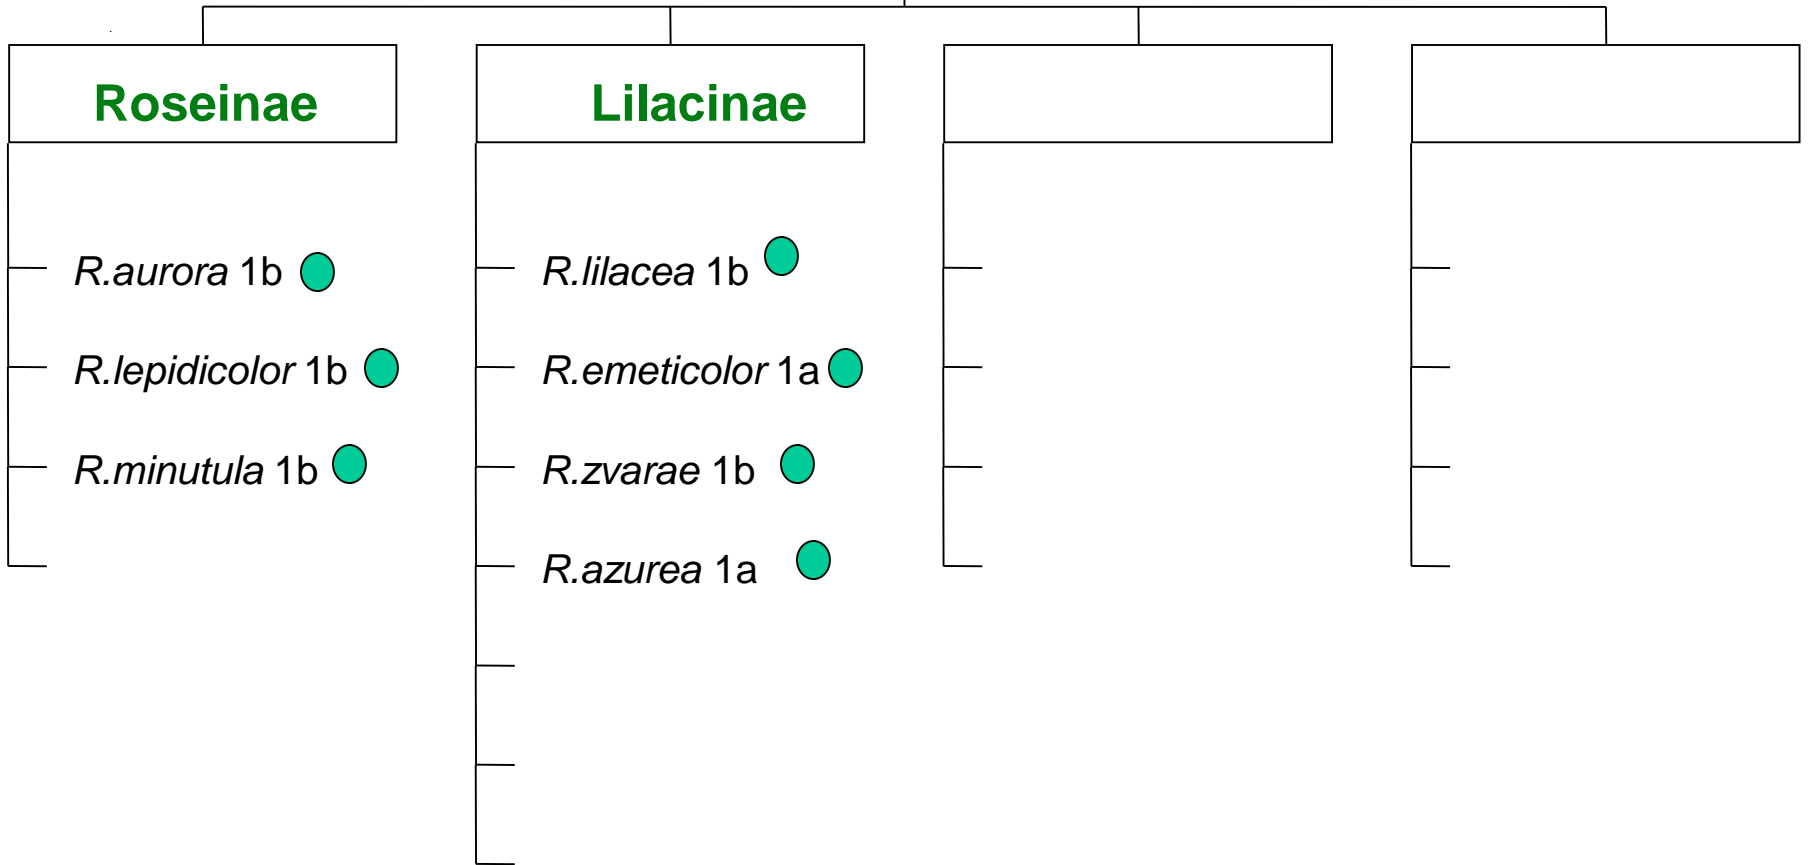 Roseinae
R.aurora 1b
R.lepidicolor 1b
R.minutula 1b
Lilacinae
R.lilacea 1b
R.emeticolor 1a
R.zvarae 1b
R.azurea 1a